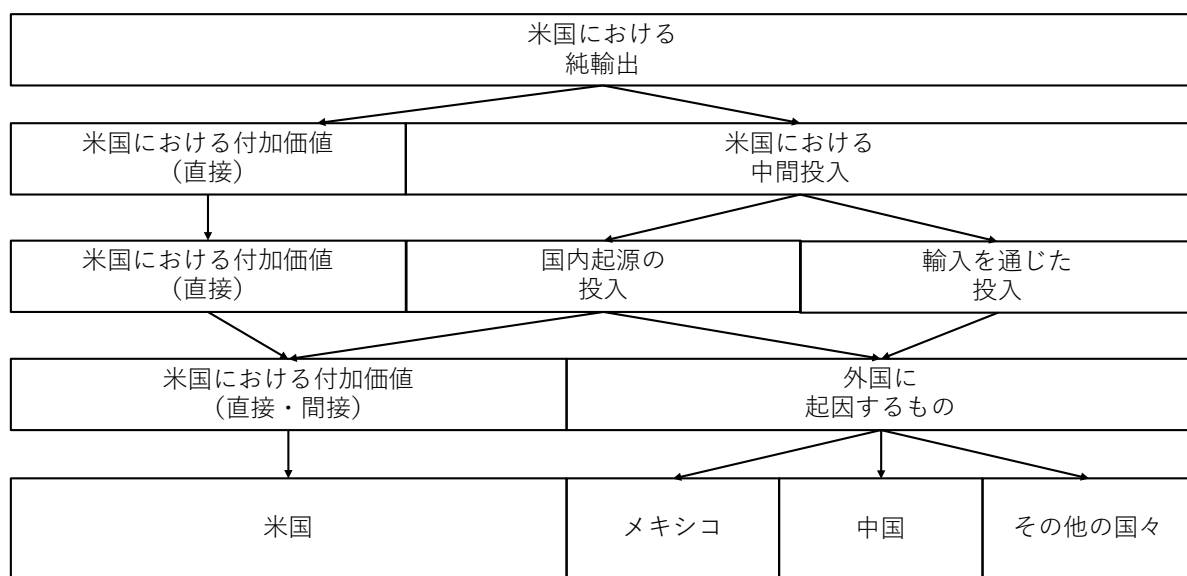 米国における
純輸出
米国における付加価値
（直接）
米国における
中間投入
米国における付加価値
（直接）
国内起源の
投入
輸入を通じた
投入
米国における付加価値
（直接・間接）
外国に
起因するもの
米国
メキシコ
中国
その他の国々